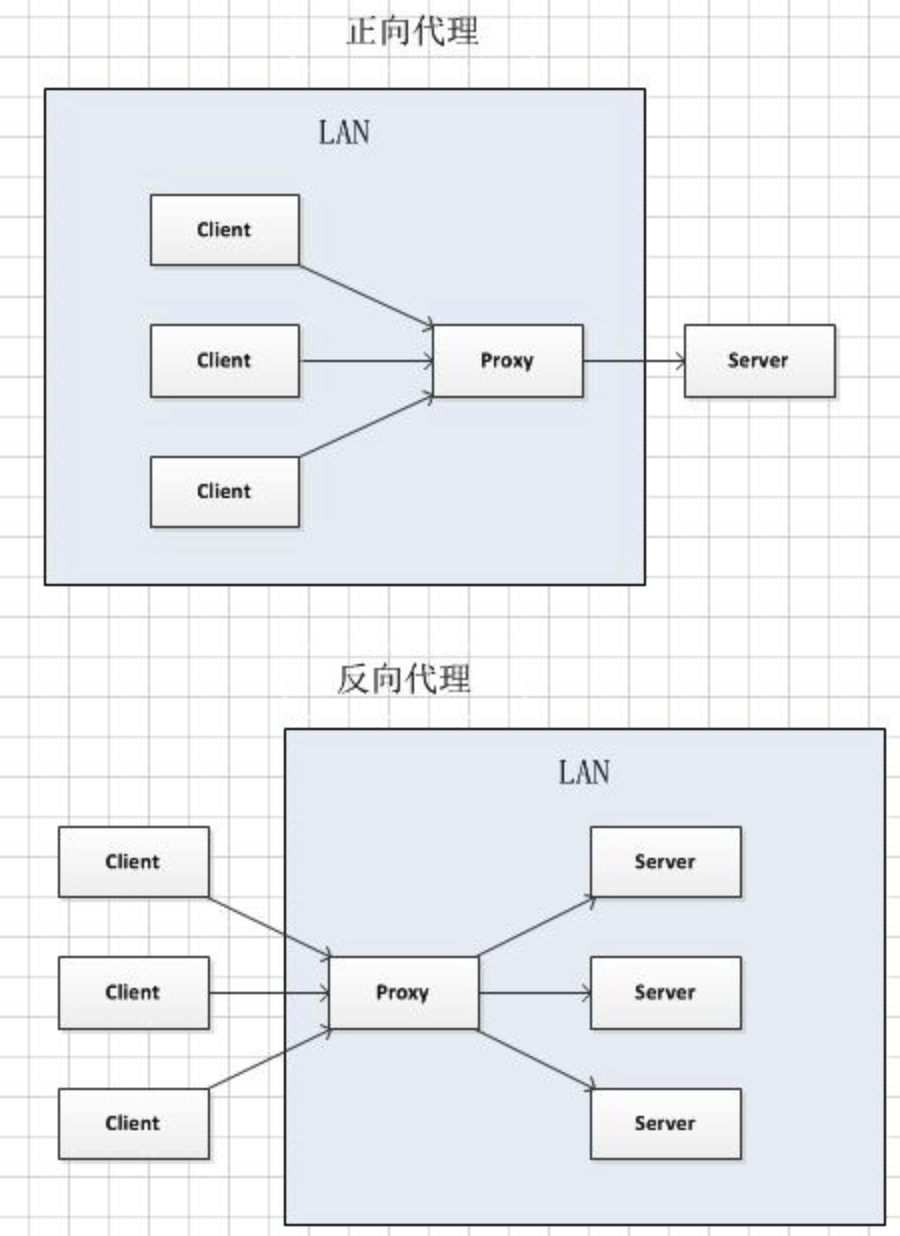 正向代理
LAN
Client
Client
Proxy
Server
Client
反向代理
LAN
Client
Server
Client
Proxy
Server
Client
Server